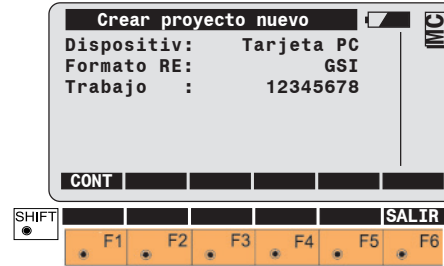 Crear proyecto nuevo
MC
Dispositiv: Tarjeta PC
Formato RE: GSI
Trabajo : 12345678
CONT
SHIFT
SALIR
F1 F2 F3 F4 F5 F6